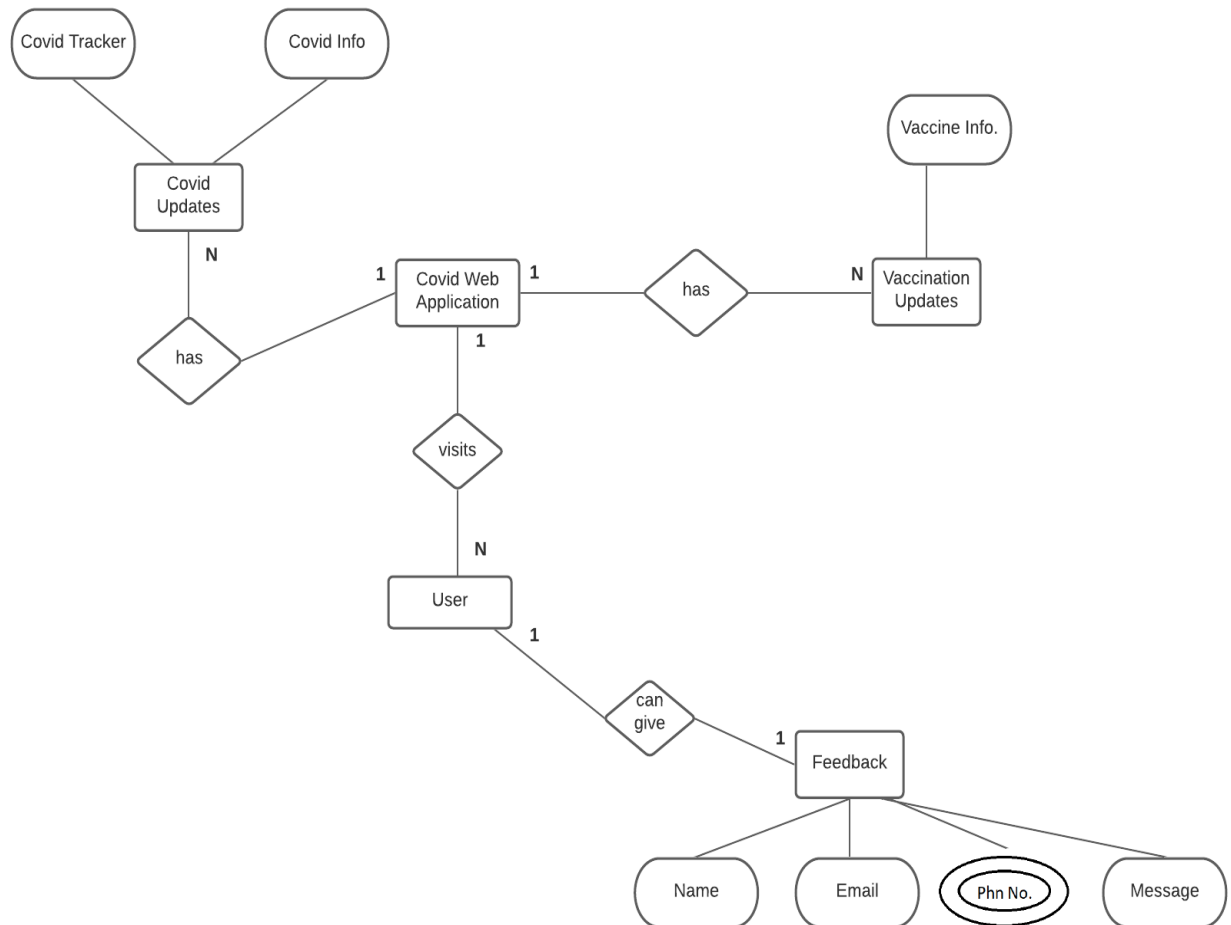 Covid Tracker
Covid Info
Vaccine Info.
Covid
Updates
N
1
Covid Web
Application
1
has
N
Vaccination
Updates
has
1
visits
N
User
1
can
give
1
Feedback
Name
Email
Phn No.
Message